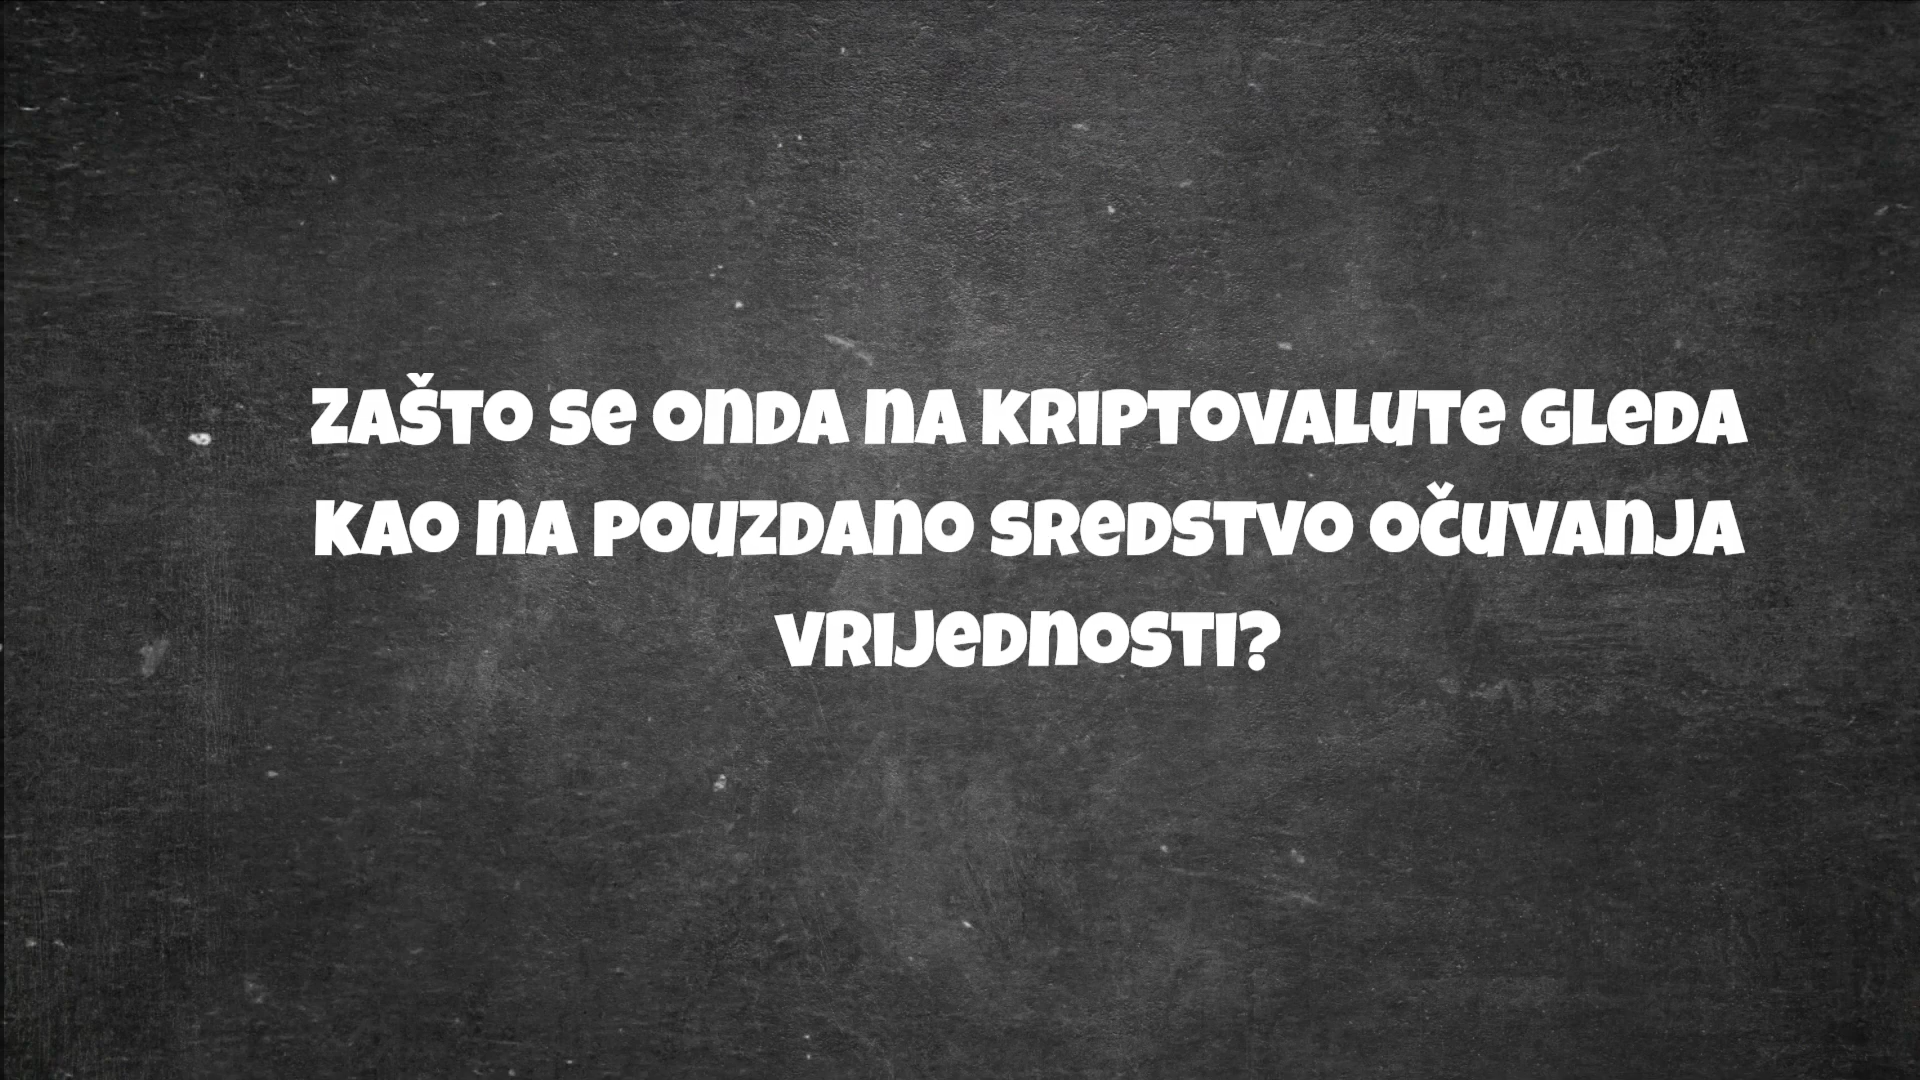 Zašto se onda na kriptovalute gleda
kao na pouzdano sredstvo očuvanja
vrijednosti?